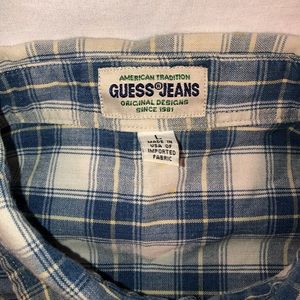 AMERICAN TRADITION
GUESS®JEANS
ORIGINAL DESIGNS
SINCE 1981
L
MADE IN
USA OF
IMPORTED
FABRIC